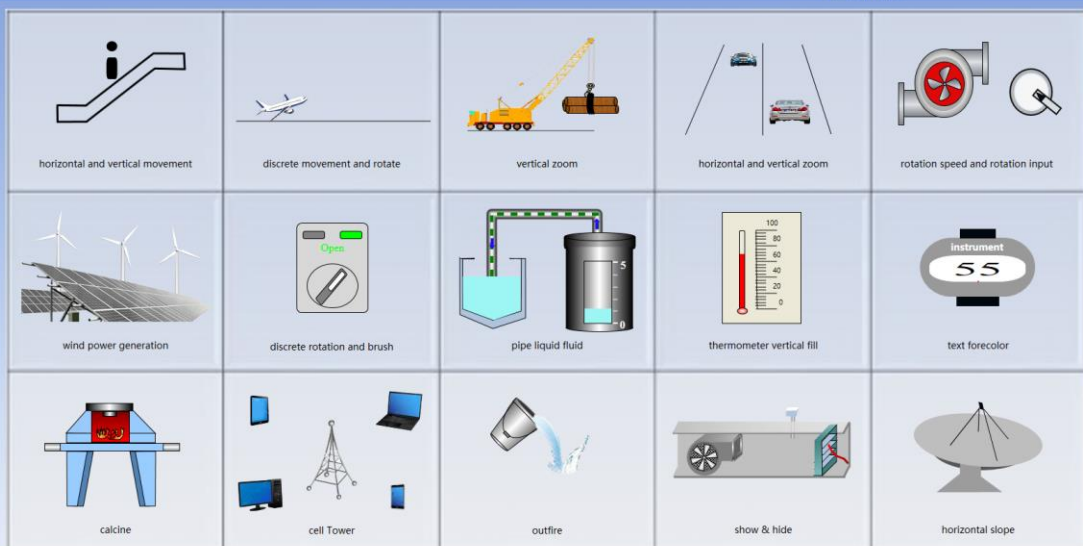 horizontal and vertical movement
discrete movement and rotate
vertical zoom
horizontal and vertical zoom
rotation speed and rotation input
Open
5
0
100
80
60
40
20
0
instrument
55
wind power generation
discrete rotation and brush
pipe liquid fluid
thermometer vertical fill
text forecolor
calcine
cell Tower
outfire
show & hide
horizontal slope